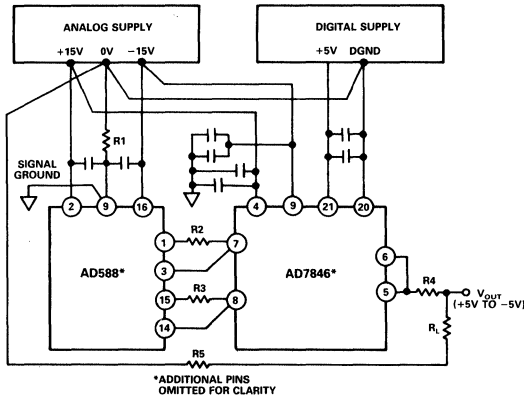 ANALOG SUPPLY
+15V 0V −15V
DIGITAL SUPPLY
+5V DGND
R1
SIGNAL
GROUND
2 9 16
4 9 21 20
1
R2
7
3
AD588*
15
R3
8
14
AD7846*
6
5
R4
VOUT
(+5V TO −5V)
RL
R5
*ADDITIONAL PINS
OMITTED FOR CLARITY